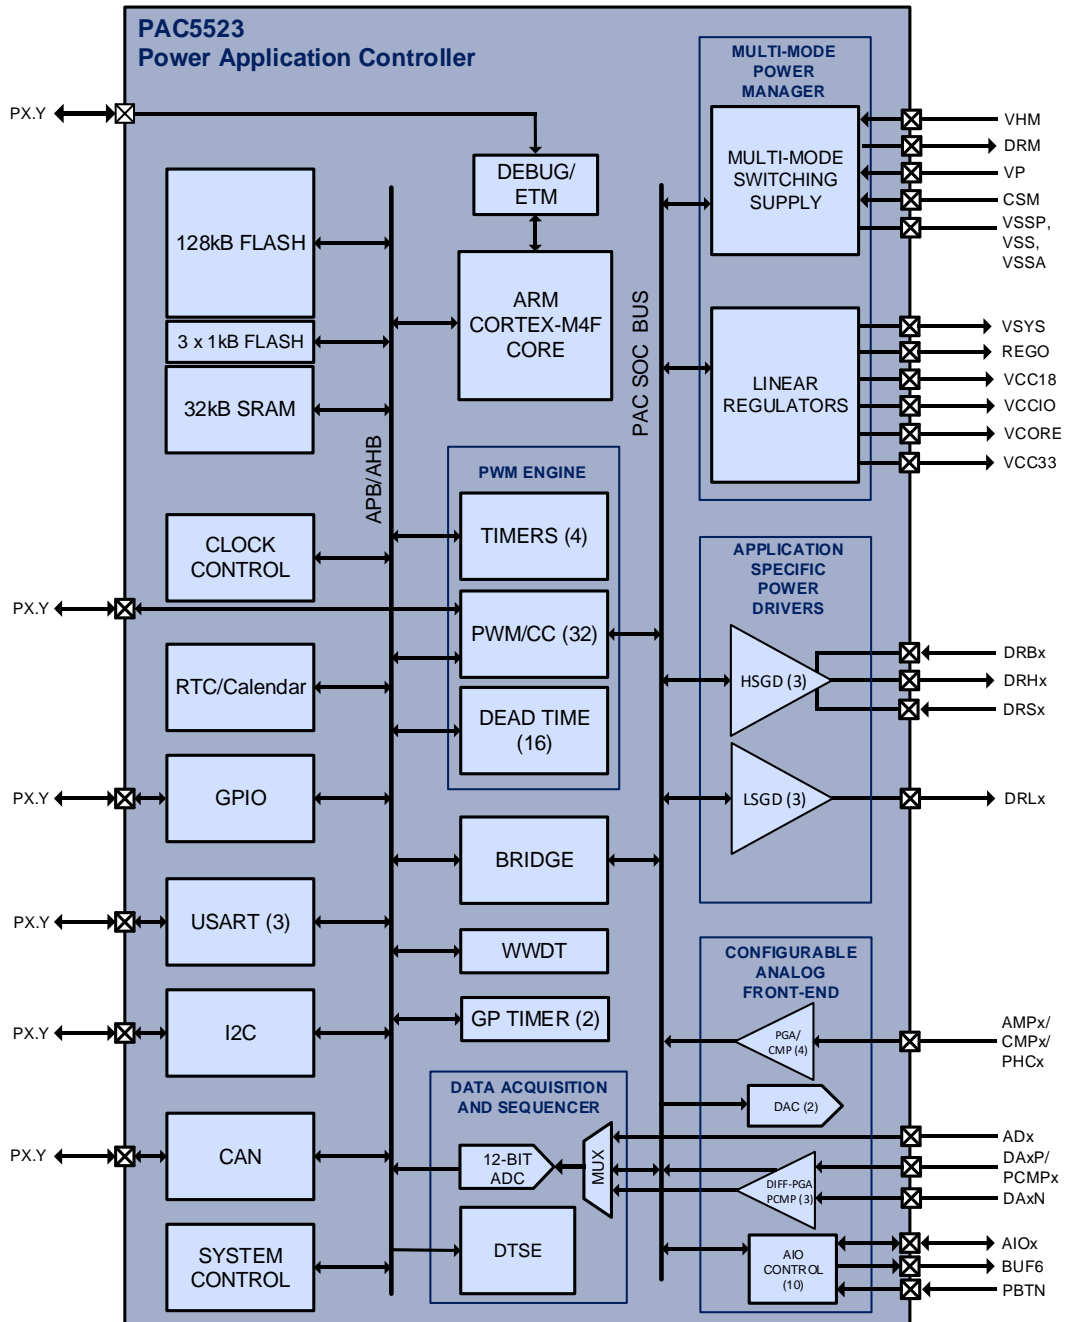 PAC5523
Power Application Controller
PX.Y
DEBUG/
ETM
128kB FLASH
3 x 1kB FLASH
32kB SRAM
ARM
CORTEX-M4F
CORE
APB/AHB
PAC SOC BUS
CLOCK
CONTROL
PX.Y
RTC/Calendar
PX.Y
GPIO
PX.Y
USART (3)
PX.Y
I2C
PX.Y
CAN
SYSTEM
CONTROL
PWM ENGINE
TIMERS (4)
PWM/CC (32)
DEAD TIME
(16)
BRIDGE
WWDT
GP TIMER (2)
DATA ACQUISITION
AND SEQUENCER
12-BIT
ADC
MUX
DTSE
MULTI-MODE
POWER
MANAGER
MULTI-MODE
SWITCHING
SUPPLY
VHM
DRM
VP
CSM
VSSP,
VSS,
VSSA
LINEAR
REGULATORS
VSYS
REGO
VCC18
VCCIO
VCORE
VCC33
APPLICATION
SPECIFIC
POWER
DRIVERS
HSGD (3)
DRBx
DRHx
DRSx
LSGD (3)
DRLx
CONFIGURABLE
ANALOG
FRONT-END
PGA/
CMP (4)
AMPx/
CMPx/
PHCx
DAC (2)
ADx
DIFF-PGA
PCMP (3)
DAxP/
PCMPx
DAxN
AIO
CONTROL
(10)
AIOx
BUF6
PBTN